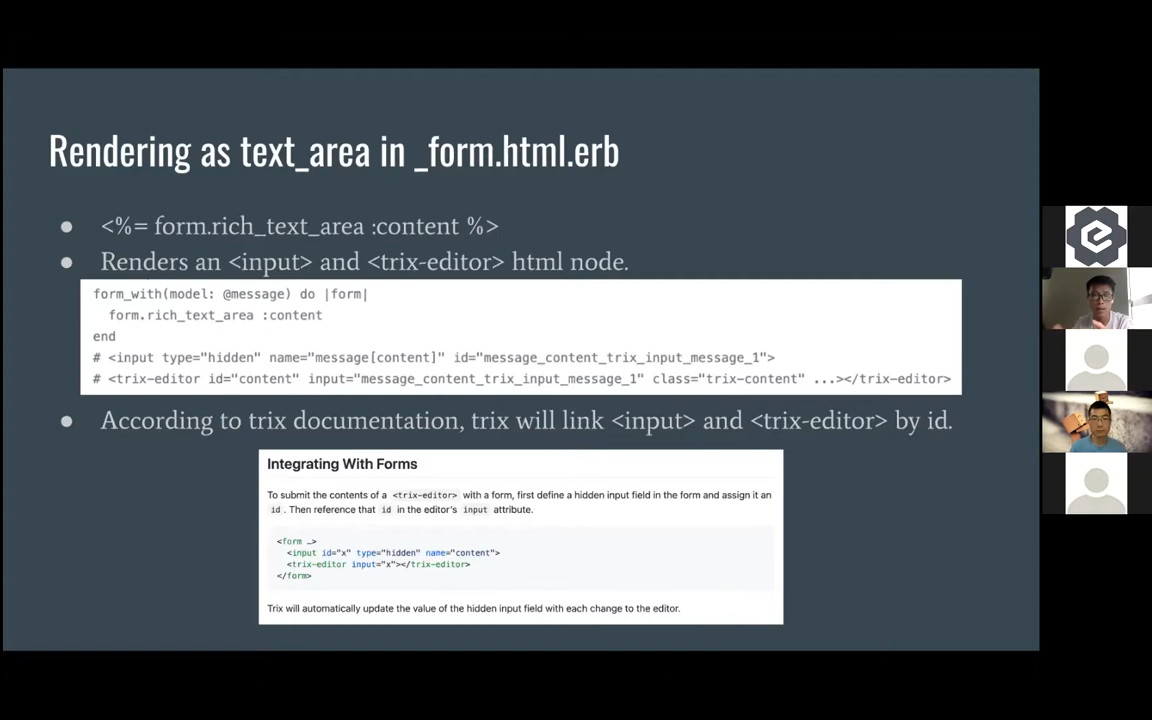 Rendering as text_area in _form.html.erb
● <%= form.rich_text_area :content %>
● Renders an <input> and <trix-editor> html node.
form_with(model: @message) do |form|
  form.rich_text_area :content
end
# <input type="hidden" name="message[content]" id="message_content_trix_input_message_1">
# <trix-editor id="content" input="message_content_trix_input_message_1" class="trix-content" ...></trix-editor>
● According to trix documentation, trix will link <input> and <trix-editor> by id.
Integrating With Forms
To submit the contents of a <trix-editor> with a form, first define a hidden input field in the form and assign it an
id . Then reference that id in the editor's input attribute.
<form …>
  <input id="x" type="hidden" name="content">
  <trix-editor input="x"></trix-editor>
</form>
Trix will automatically update the value of the hidden input field with each change to the editor.